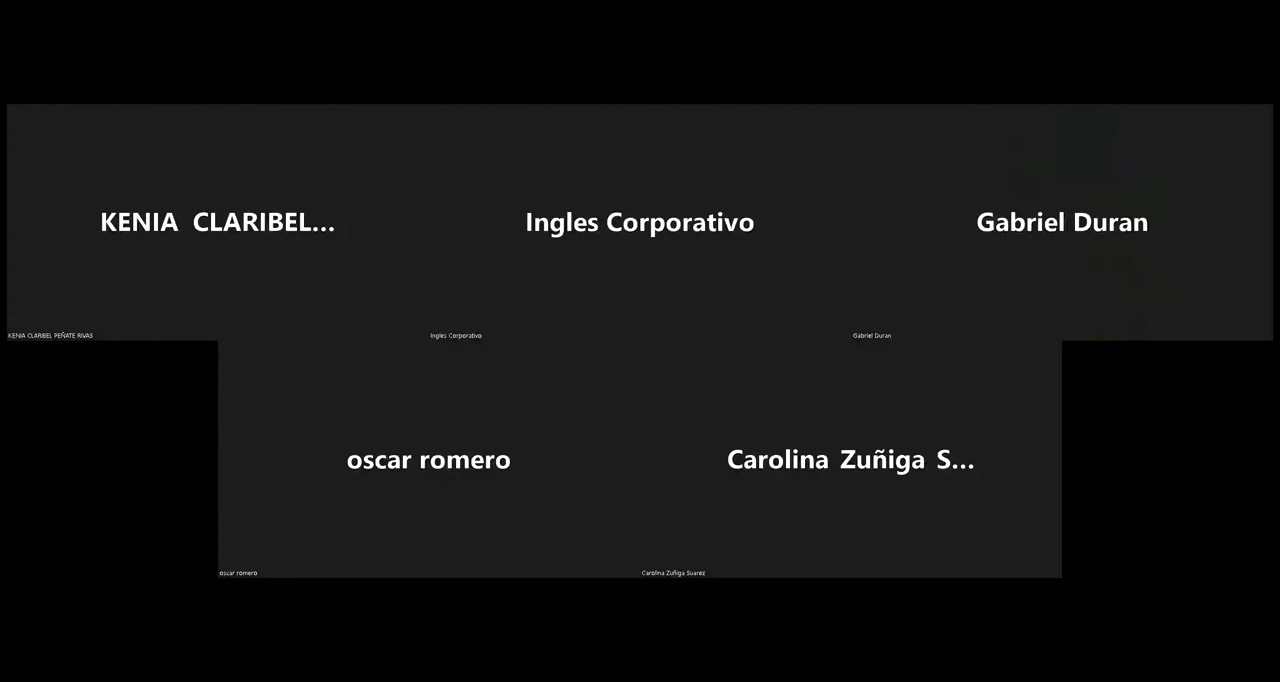 KENIA CLARIBEL...
Ingles Corporativo
Gabriel Duran
KENIA CLARIBEL PEÑATE RIVAS
Ingles Corporativo
Gabriel Duran
oscar romero
Carolina Zuñiga S...
oscar romero
Carolina Zuñiga Suarez